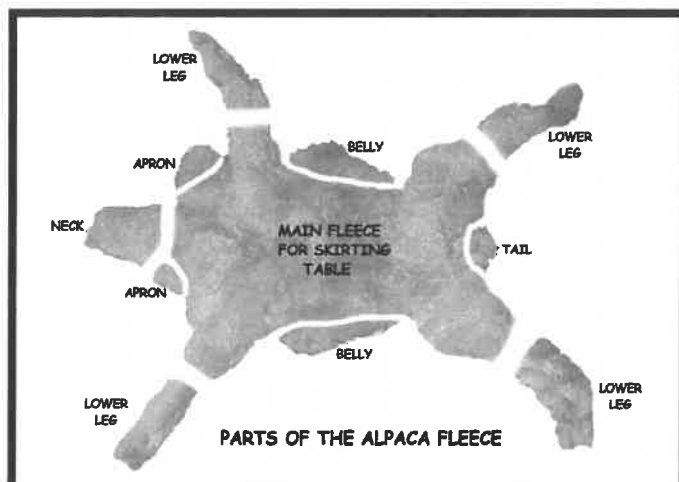 LOWER
LEG
LOWER
LEG
BELLY
APRON
NECK
MAIN FLEECE
FOR SKIRTING
TABLE
TAIL
APRON
BELLY
LOWER
LEG
LOWER
LEG
PARTS OF THE ALPACA FLEECE